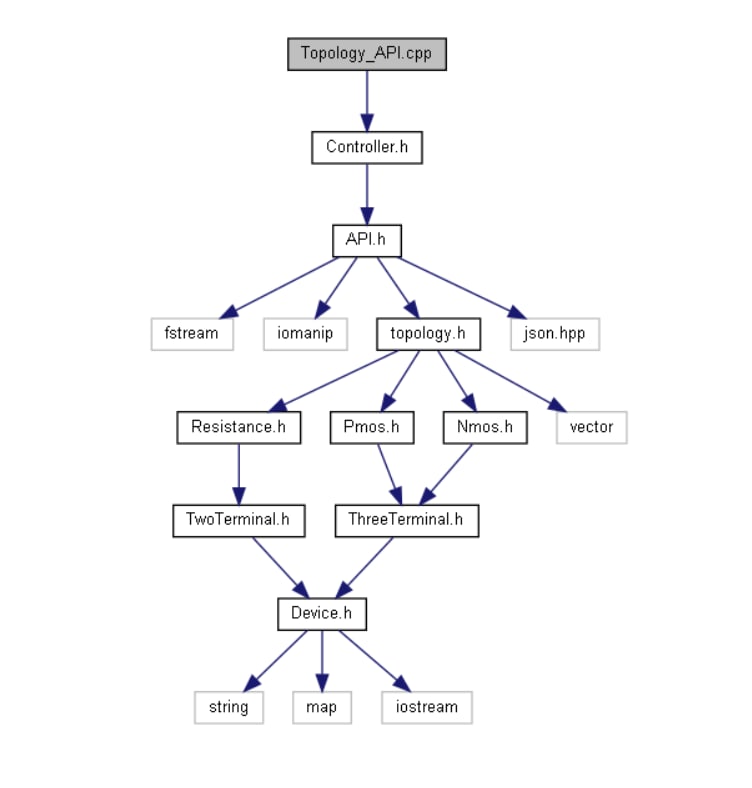 Topology_API.cpp
Controller.h
API.h
fstream
iomanip
topology.h
json.hpp
Resistance.h
Pmos.h
Nmos.h
vector
TwoTerminal.h
ThreeTerminal.h
Device.h
string
map
iostream